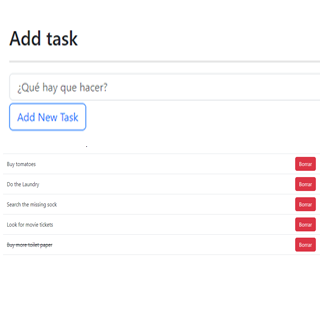 Add task
¿Qué hay que hacer?
Add New Task
Buy tomatoes Borrar
Do the Laundry Borrar
Search the missing sock Borrar
Look for movie tickets Borrar
Buy more toilet paper Borrar